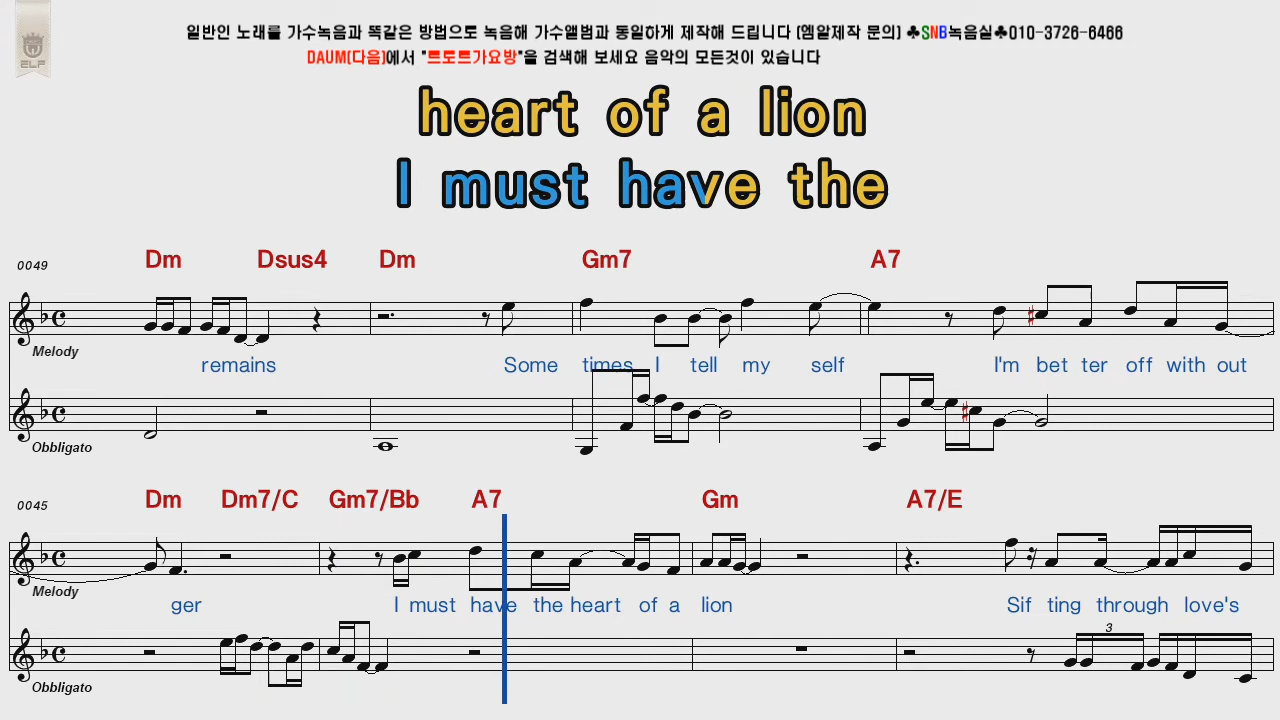 일반인 노래를 가수녹음과 똑같은 방법으로 녹음해 가수앨범과 동일하게 제작해 드립니다 (엠알제작 문의) ♣SNB녹음실♣010-3726-6466
DAUM(다음)에서 "트로트가요방"을 검색해 보세요 음악의 모든것이 있습니다
ELF
heart of a lion
I must have the
0049 Dm Dsus4 Dm Gm7 A7
Melody
remains Some times I tell my self I'm bet ter off with out
Obbligato
0045 Dm Dm7/C Gm7/Bb A7 Gm A7/E
Melody
ger I must have the heart of a lion Sif ting through love's
3
Obbligato